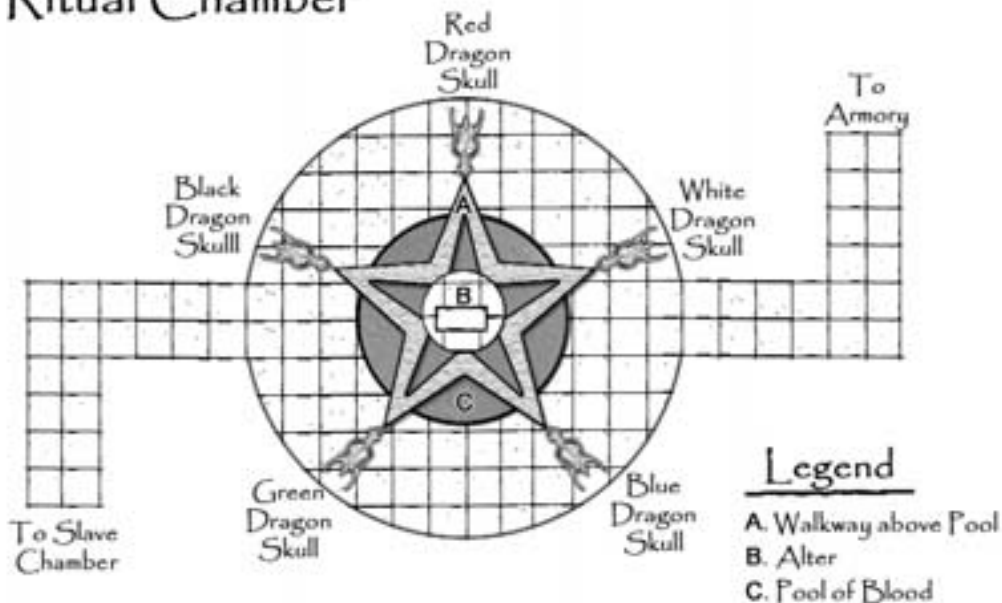 Ritual Chamber
Red
Dragon
Skull
To
Armory
Black
Dragon
Skulll
White
Dragon
Skull
A
B
C
Green
Dragon
Skull
Blue
Dragon
Skull
To Slave
Chamber
Legend
A. Walkway above Pool
B. Alter
C. Pool of Blood